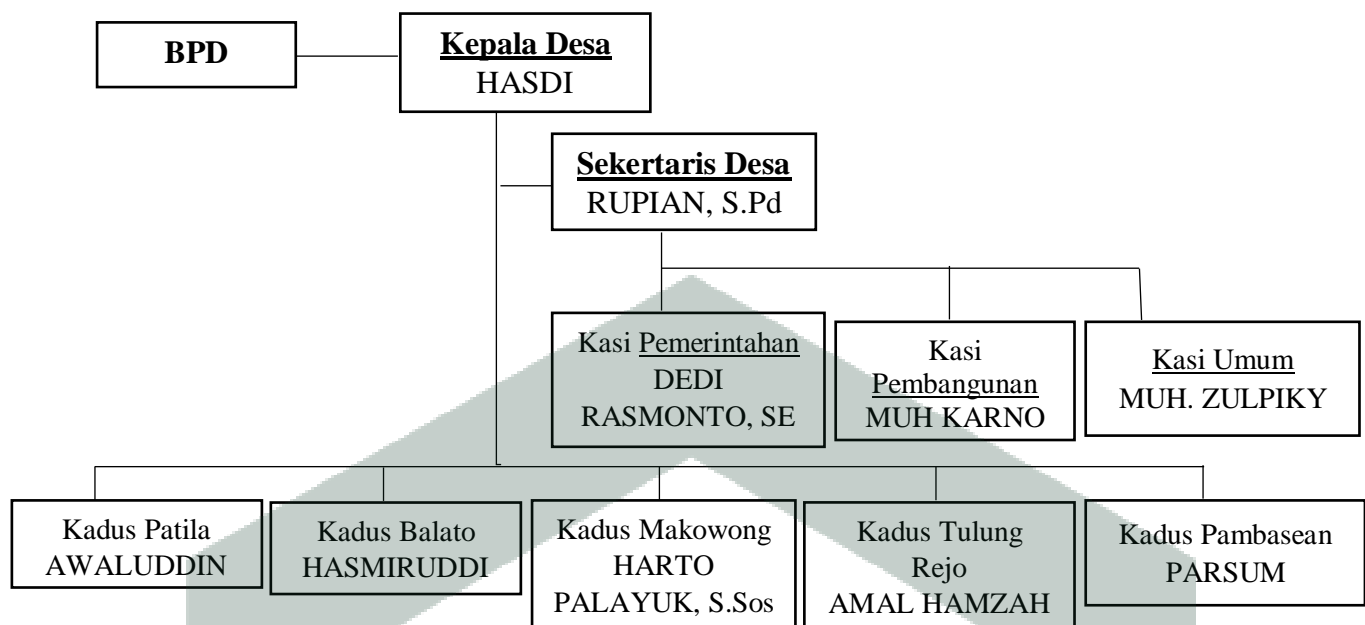 BPD
Kepala Desa
HASDI
Sekertaris Desa
RUPIAN, S.Pd
Kasi Pemerintahan
DEDI
RASMONTO, SE
Kasi
Pembangunan
MUH KARNO
Kasi Umum
MUH. ZULPIKY
Kadus Patila
AWALUDDIN
Kadus Balato
HASMIRUDDI
Kadus Makowong
HARTO
PALAYUK, S.Sos
Kadus Tulung
Rejo
AMAL HAMZAH
Kadus Pambasean
PARSUM